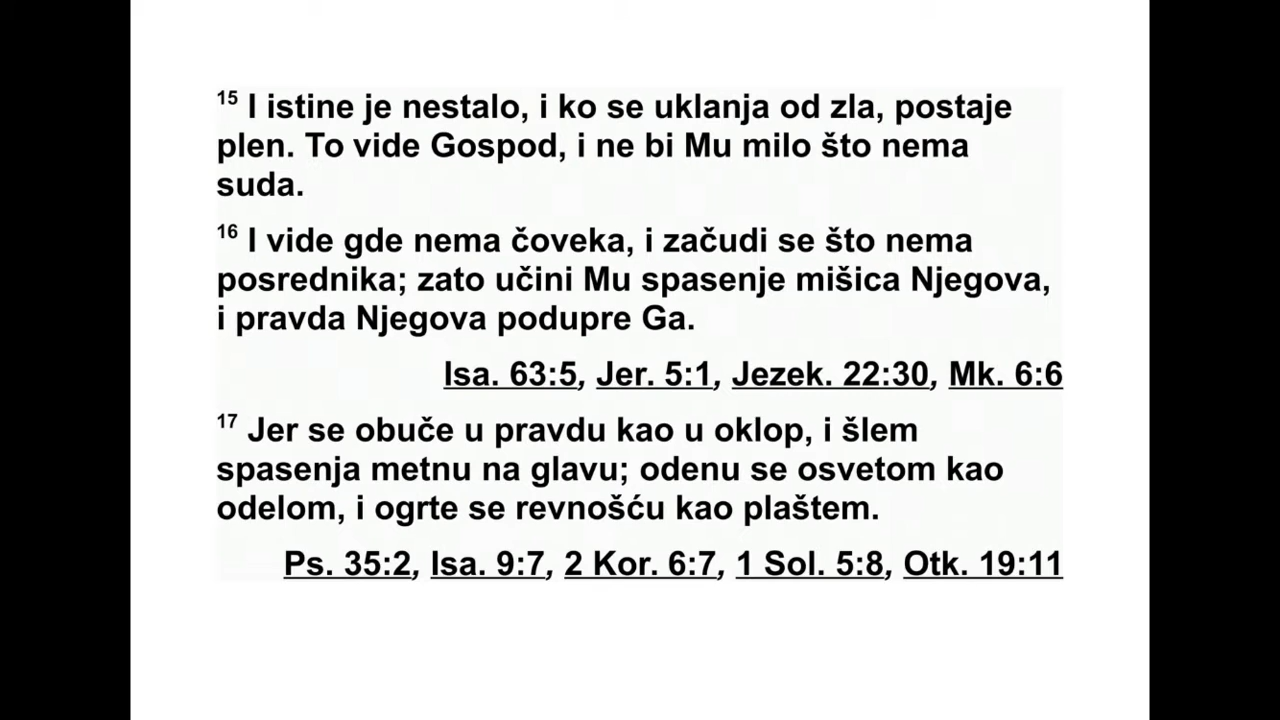 15 I istine je nestalo, i ko se uklanja od zla, postaje
plen. To vide Gospod, i ne bi Mu milo što nema
suda.
16 I vide gde nema čoveka, i začudi se što nema
posrednika; zato učini Mu spasenje mišica Njegova,
i pravda Njegova podupre Ga.
Isa. 63:5, Jer. 5:1, Jezek. 22:30, Mk. 6:6
17 Jer se obuče u pravdu kao u oklop, i šlem
spasenja metnu na glavu; odenu se osvetom kao
odelom, i ogrte se revnošću kao plaštem.
Ps. 35:2, Isa. 9:7, 2 Kor. 6:7, 1 Sol. 5:8, Otk. 19:11